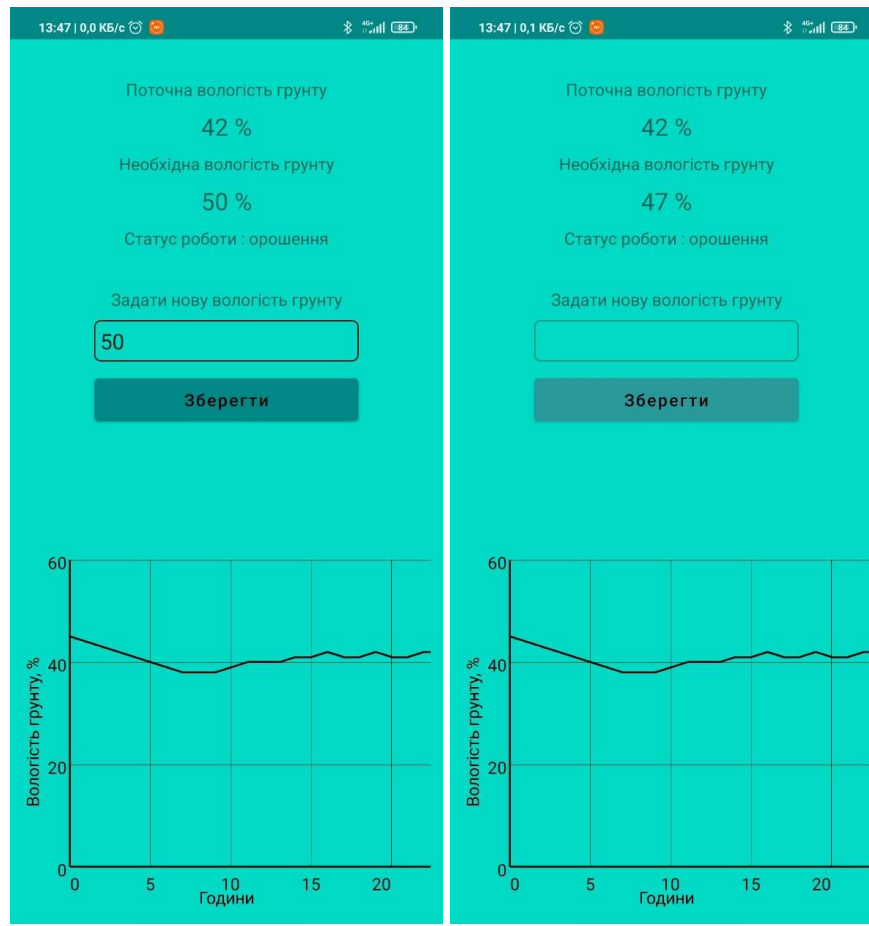 13:47 | 0,0 КБ/с
4G+
84
Поточна вологість грунту
42 %
Необхідна вологість грунту
50 %
Статус роботи : орошення
Задати нову вологість грунту
50
Зберегти
60
40
20
0
Вологість грунту, %
0 5 10 15 20
Години
13:47 | 0,1 КБ/с
4G+
84
Поточна вологість грунту
42 %
Необхідна вологість грунту
47 %
Статус роботи : орошення
Задати нову вологість грунту
Зберегти
60
40
20
0
Вологість грунту, %
0 5 10 15 20
Години